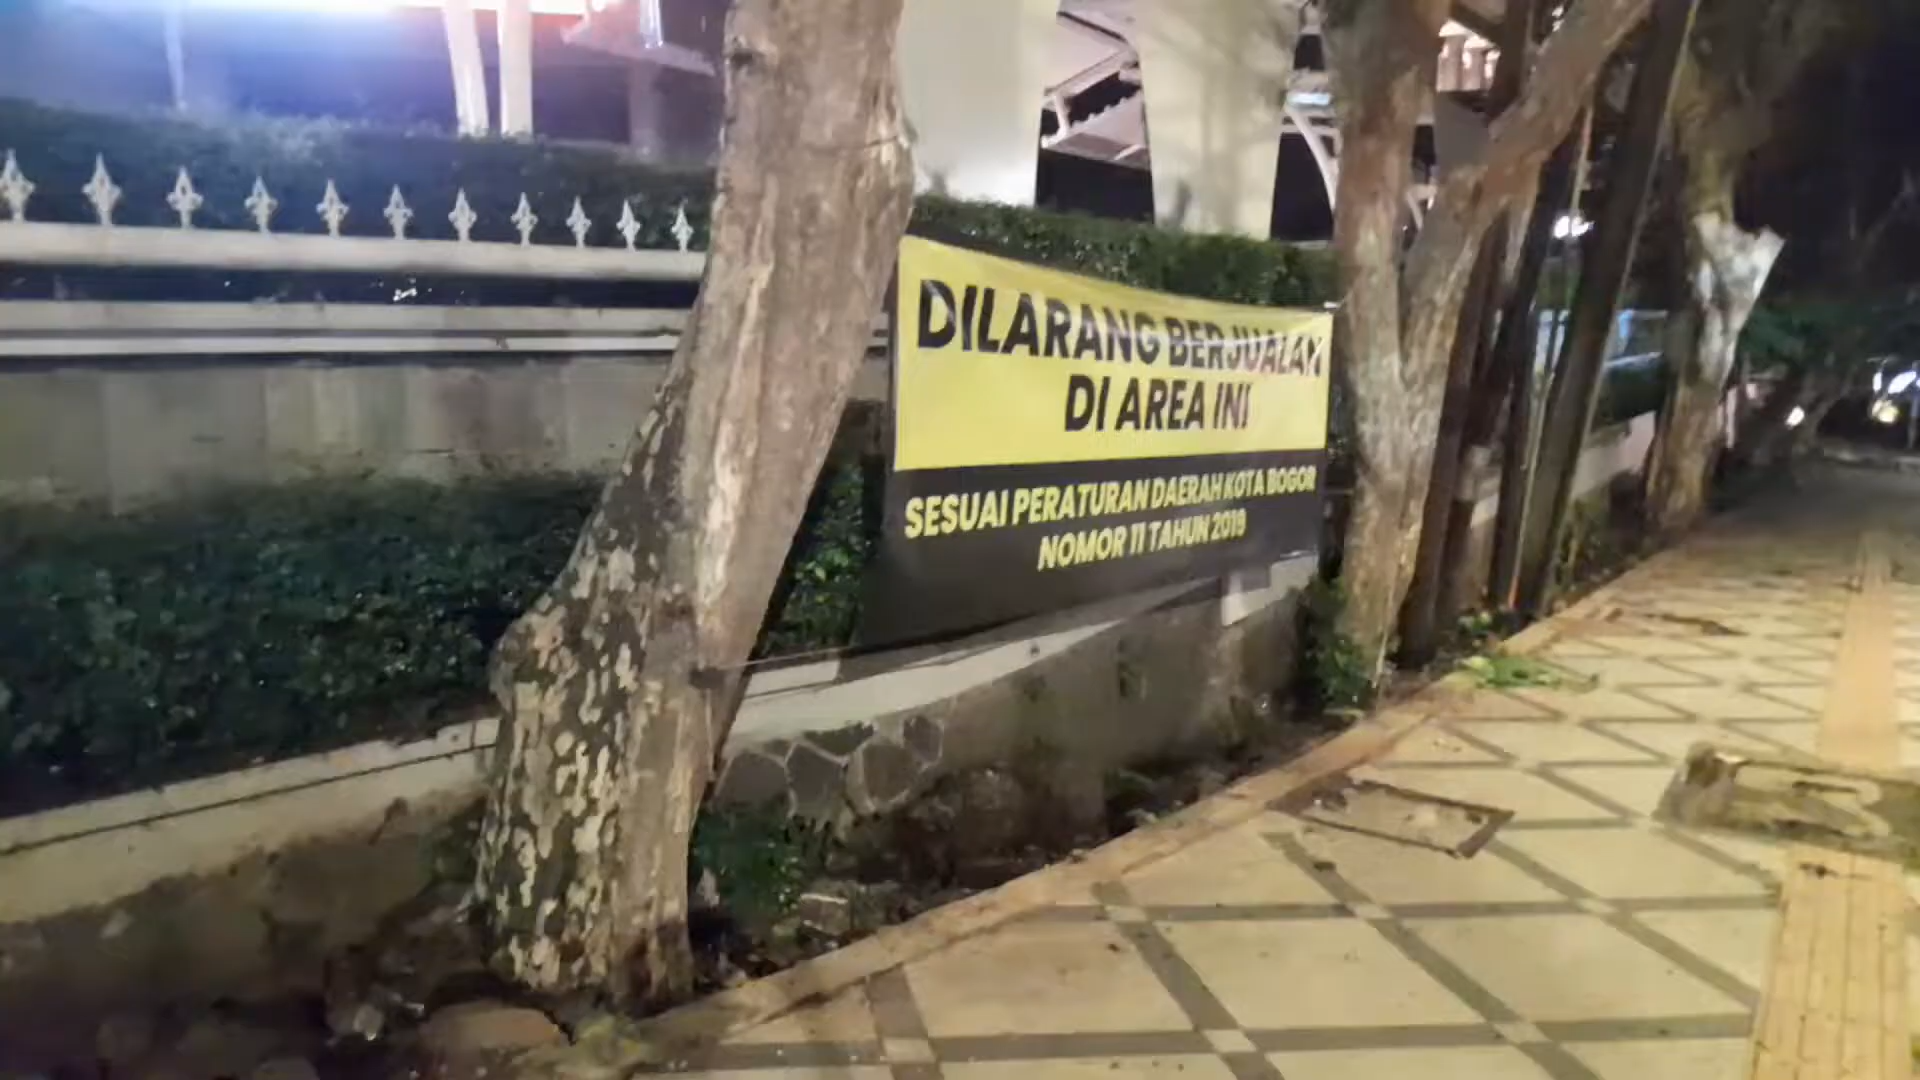 DILARANG BERJUALAN
DI AREA INI
SESUAI PERATURAN DAERAH KOTA BOGOR
NOMOR 11 TAHUN 2019